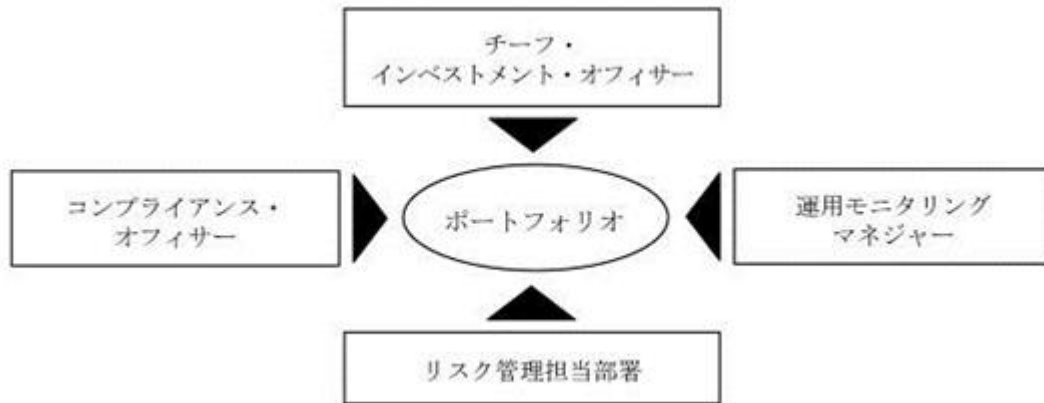 チーフ・
インベストメント・オフィサー
コンプライアンス・
オフィサー
ポートフォリオ
運用モニタリング
マネジャー
リスク管理担当部署